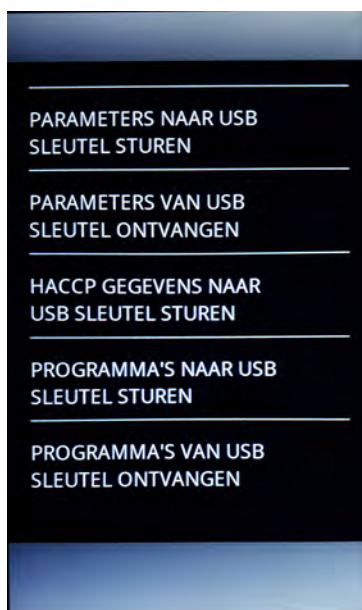 PARAMETERS NAAR USB
SLEUTEL STUREN
PARAMETERS VAN USB
SLEUTEL ONTVANGEN
HACCP GEGEVENS NAAR
USB SLEUTEL STUREN
PROGRAMMA'S NAAR USB
SLEUTEL STUREN
PROGRAMMA'S VAN USB
SLEUTEL ONTVANGEN